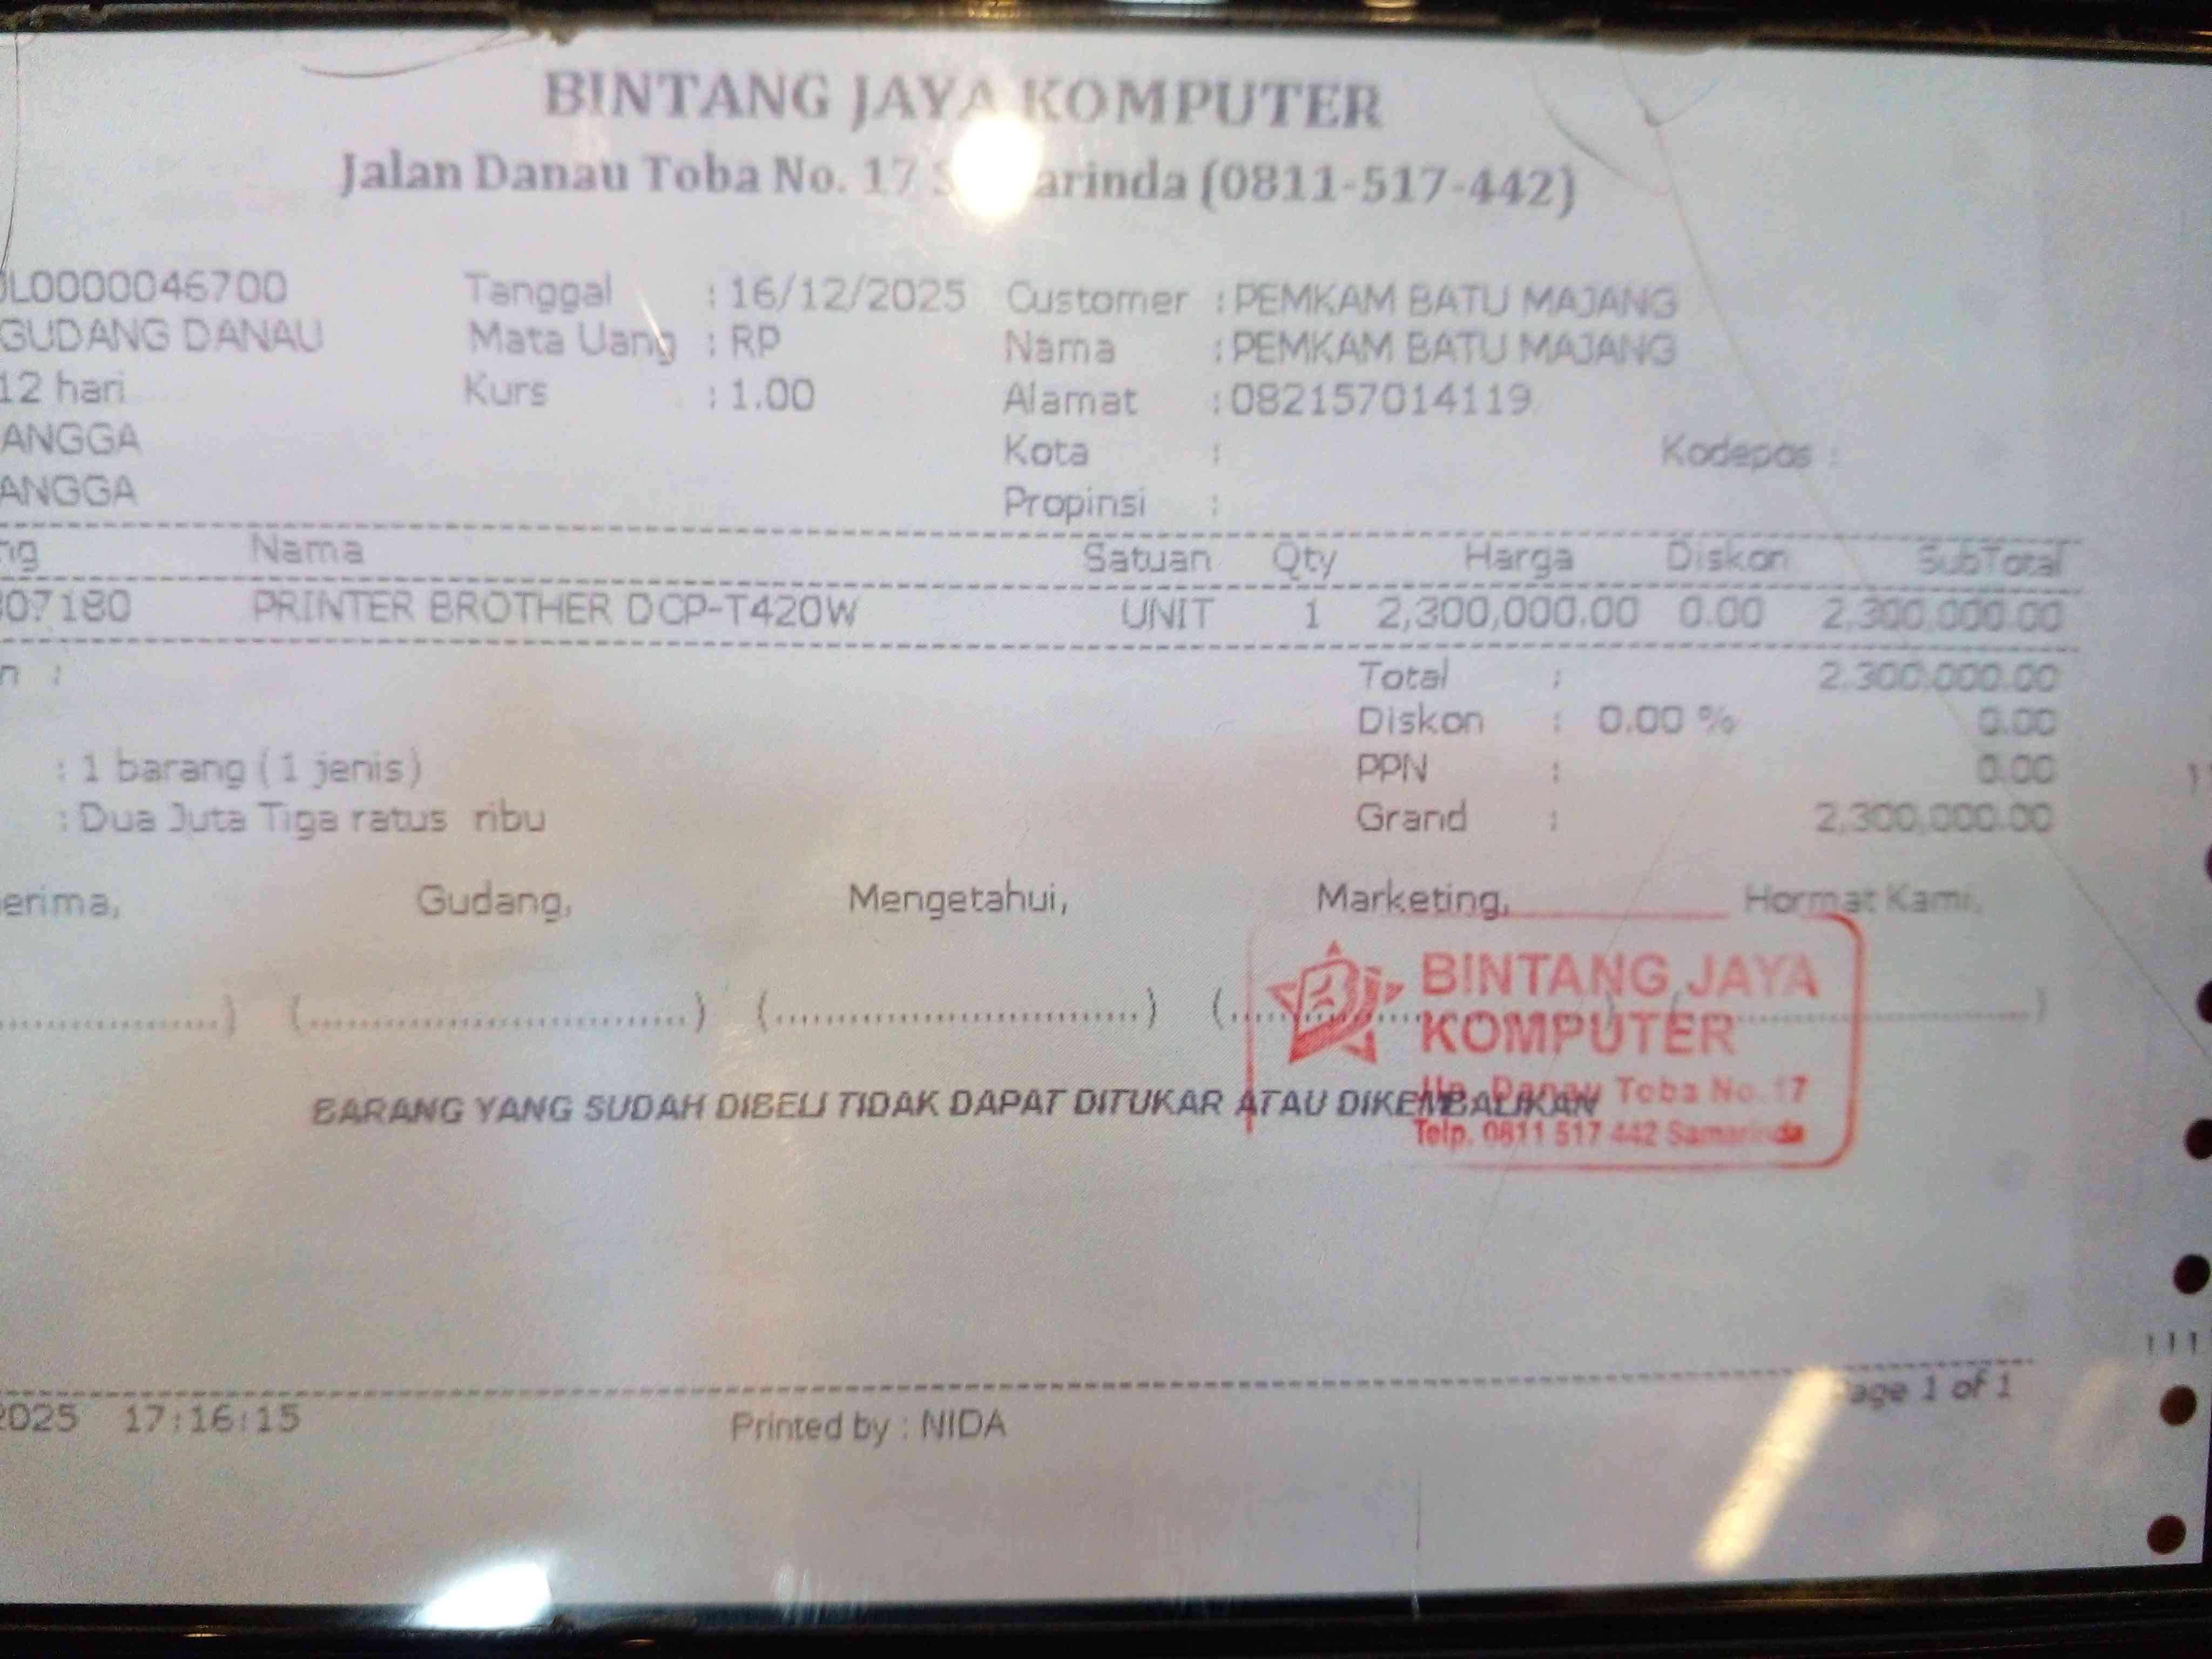 BINTANG JAYA KOMPUTER
Jalan Danau Toba No. 17 S arinda (0811-517-442)
0L0000046700 Tanggal : 16/12/2025 Customer : PEMKAM BATU MAJANG
GUDANG DANAU Mata Uang : RP Nama : PEMKAM BATU MAJANG
12 hari Kurs : 1.00 Alamat : 082157014119
ANGGA Kota : Kodepos :
ANGGA Propinsi :
ng Nama Satuan Qty Harga Diskon SubTotal
807180 PRINTER BROTHER DCP-T420W UNIT 1 2,300,000.00 0.00 2,300,000.00
n : Total : 2,300,000.00
Diskon : 0.00 % 0.00
: 1 barang ( 1 jenis ) PPN : 0.00
: Dua Juta Tiga ratus ribu Grand : 2,300,000.00
erima, Gudang, Mengetahui, Marketing, Hormat Kami,
BINTANG JAYA
KOMPUTER
BARANG YANG SUDAH DIBELI TIDAK DAPAT DITUKAR ATAU DIKEMBALIKAN
Danau Toba No. 17
Telp. 0811 517 442 Samarinda
2025 17:16:15 Printed by : NIDA age 1 of 1